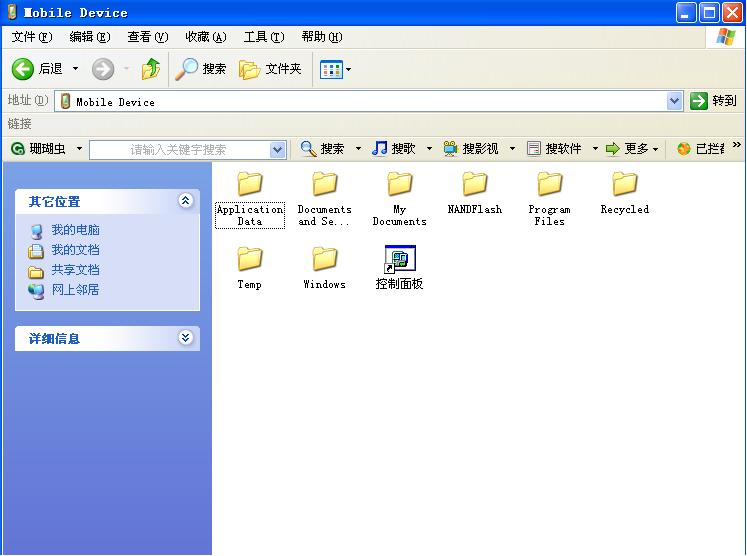 Mobile Device
文件(F) 编辑(E) 查看(V) 收藏(A) 工具(T) 帮助(H)
后退 搜索 文件夹
地址(D) Mobile Device 转到
链接
珊瑚虫 请输入关键字搜索 搜索 搜歌 搜影视 搜软件 更多 已拦截
其它位置
我的电脑
我的文档
共享文档
网上邻居
详细信息
Application Documents My NANDFlash Program Recycled
Data and Se... Documents Files
Temp Windows 控制面板